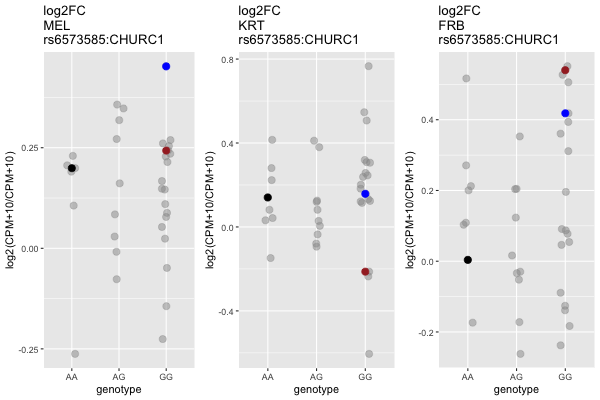 log2FC
MEL
rs6573585:CHURC1
log2(CPM+10/CPM+10)
0.25
0.00
-0.25
AA AG GG
genotype
log2FC
KRT
rs6573585:CHURC1
log2(CPM+10/CPM+10)
0.8
0.4
0.0
-0.4
AA AG GG
genotype
log2FC
FRB
rs6573585:CHURC1
log2(CPM+10/CPM+10)
0.4
0.2
0.0
-0.2
AA AG GG
genotype